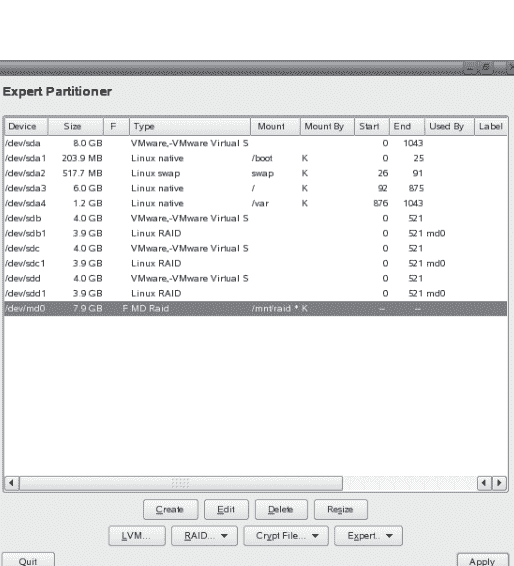 Expert Partitioner
Device Size F Type Mount Mount By Start End Used By Label
/dev/sda 8.0 GB VMware,-VMware Virtual S 0 1043
/dev/sda1 203.9 MB Linux native /boot K 0 25
/dev/sda2 517.7 MB Linux swap swap K 26 91
/dev/sda3 6.0 GB Linux native / K 92 875
/dev/sda4 1.2 GB Linux native /var K 876 1043
/dev/sdb 4.0 GB VMware,-VMware Virtual S 0 521
/dev/sdb1 3.9 GB Linux RAID 0 521 md0
/dev/sdc 4.0 GB VMware,-VMware Virtual S 0 521
/dev/sdc1 3.9 GB Linux RAID 0 521 md0
/dev/sdd 4.0 GB VMware,-VMware Virtual S 0 521
/dev/sdd1 3.9 GB Linux RAID 0 521 md0
/dev/md0 7.9 GB F MD Raid /mnt/raid * K -- --
Create Edit Delete Resize
LVM... RAID... Crypt File... Expert..
Quit Apply